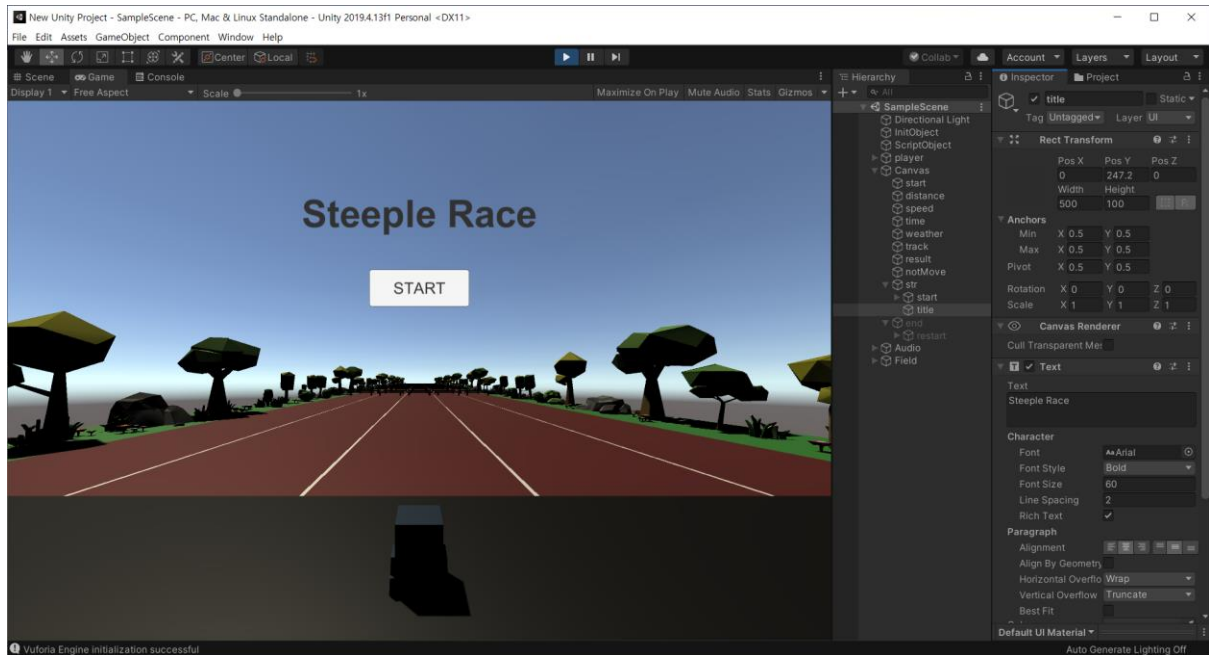 New Unity Project - SampleScene - PC, Mac & Linux Standalone - Unity 2019.4.13f1 Personal <DX11>
File Edit Assets GameObject Component Window Help
Center Local Collab Account Layers Layout
Scene Game Console
Display 1 Free Aspect Scale 1x Maximize On Play Mute Audio Stats Gizmos
Steeple Race
START
Hierarchy
All
SampleScene
Directional Light
InitObject
ScriptObject
player
Canvas
start
distance
speed
time
weather
track
result
notMove
str
start
title
end
restart
Audio
Field
Inspector Project
title Static
Tag Untagged Layer UI
Rect Transform
Pos X Pos Y Pos Z
0 247.2 0
Width Height
500 100
Anchors
Min X 0.5 Y 0.5
Max X 0.5 Y 0.5
Pivot X 0.5 Y 0.5
Rotation X 0 Y 0 Z 0
Scale X 1 Y 1 Z 1
Canvas Renderer
Cull Transparent Me
Text
Text
Steeple Race
Character
Font Aa Arial
Font Style Bold
Font Size 60
Line Spacing 2
Rich Text
Paragraph
Alignment
Align By Geometry
Horizontal Overflo Wrap
Vertical Overflow Truncate
Best Fit
Default UI Material
Vuforia Engine initialization successful
Auto Generate Lighting Off